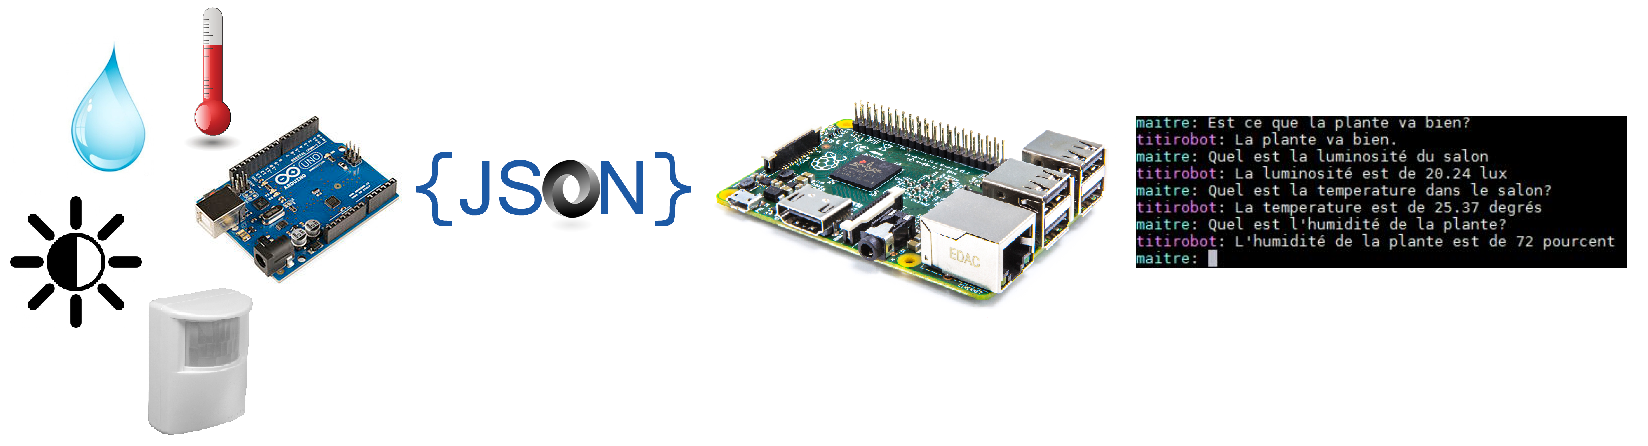 UNO
ARDUINO
{JSON}
EDAC
maitre: Est ce que la plante va bien?
titirobot: La plante va bien.
maitre: Quel est la luminosité du salon
titirobot: La luminosité est de 20.24 lux
maitre: Quel est la temperature dans le salon?
titirobot: La temperature est de 25.37 degrés
maitre: Quel est l'humidité de la plante?
titirobot: L'humidité de la plante est de 72 pourcent
maitre: